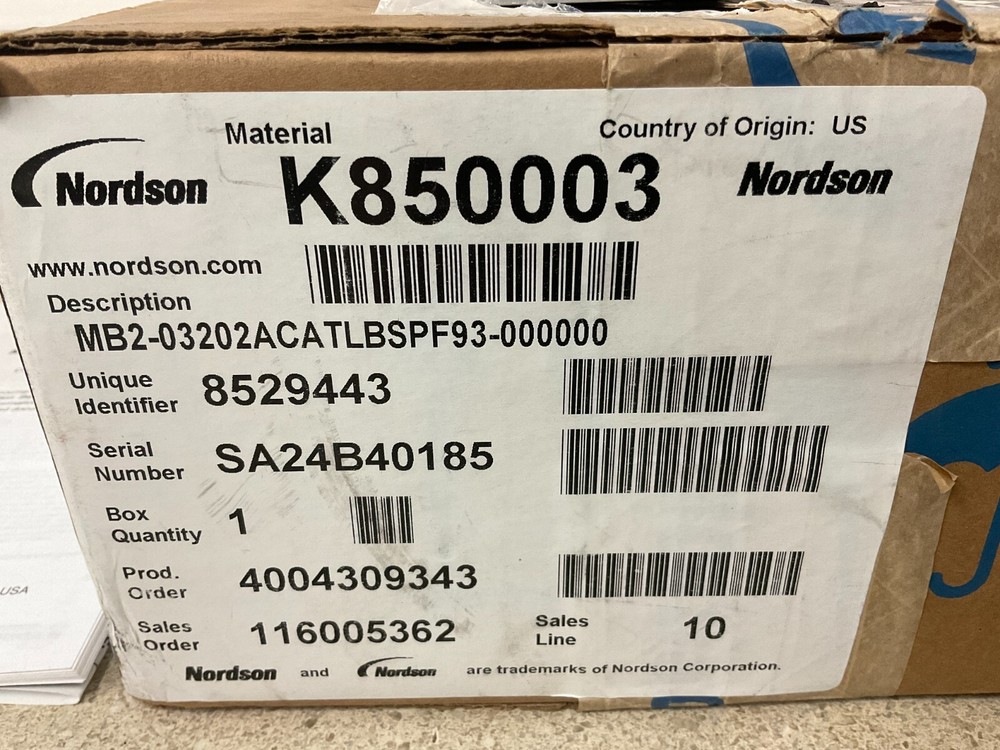 Material
K850003
Country of Origin: US
Nordson
Nordson
www.nordson.com
Description
MB2-03202ACATLBSPF93-000000
Unique Identifier 8529443
Serial Number SA24B40185
Box Quantity 1
Prod. Order 4004309343
Sales Order 116005362
Sales Line 10
Nordson and Nordson are trademarks of Nordson Corporation.
USA